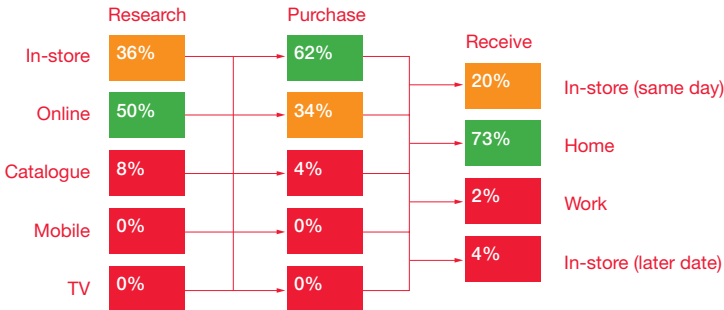 Research Purchase
Receive
In-store 36% 62%
20% In-store (same day)
Online 50% 34%
73% Home
Catalogue 8% 4%
2% Work
Mobile 0% 0%
4% In-store (later date)
TV 0% 0%